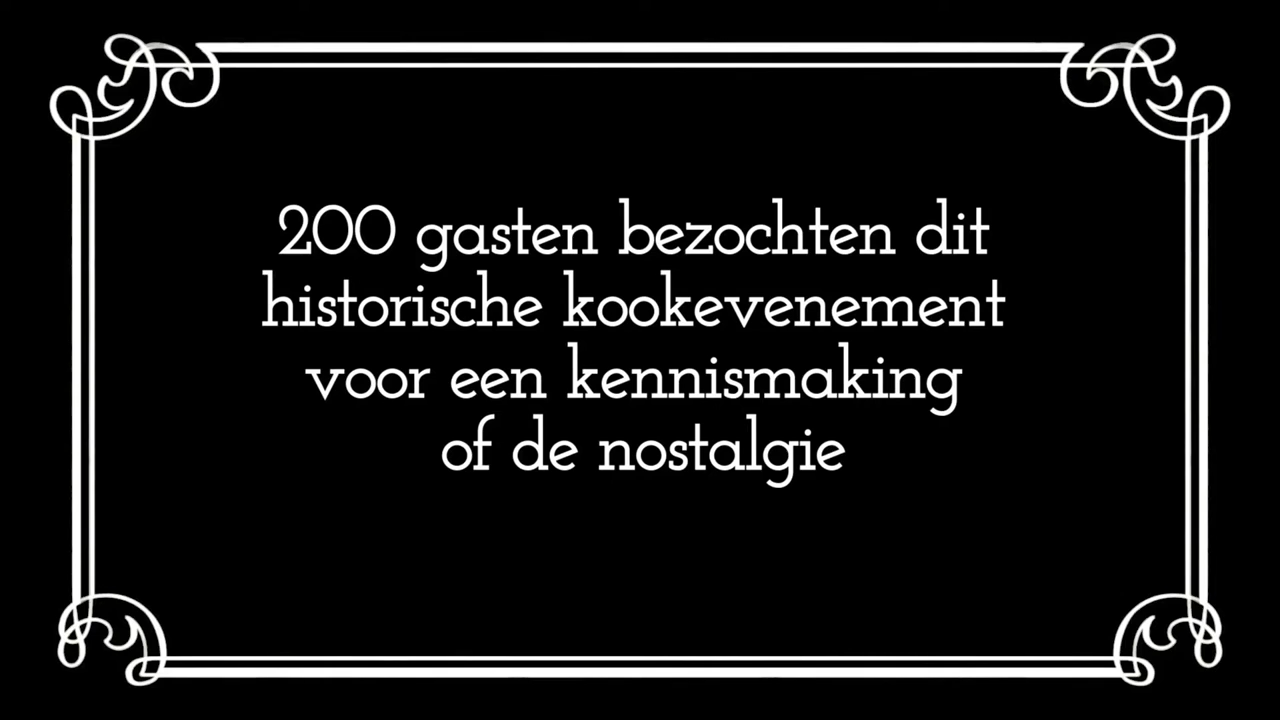 200 gasten bezochten dit
historische kookevenement
voor een kennismaking
of de nostalgie